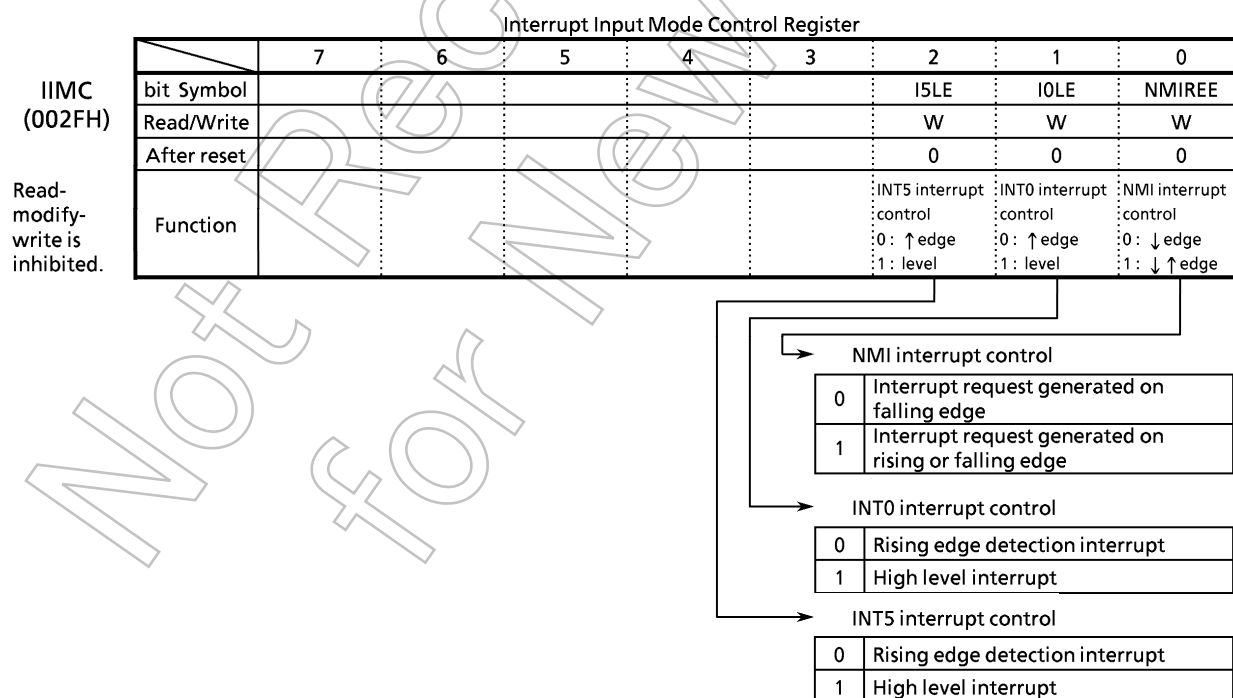 Interrupt Input Mode Control Register
7 6 5 4 3 2 1 0
IIMC
(002FH)
bit Symbol I5LE I0LE NMIREE
Read/Write W W W
After reset 0 0 0
Read-
modify-
write is
inhibited.
Function
INT5 interrupt
control
0 : ↑ edge
1 : level
INT0 interrupt
control
0 : ↑ edge
1 : level
NMI interrupt
control
0 : ↓ edge
1 : ↓ ↑ edge
NMI interrupt control
0 Interrupt request generated on
falling edge
1 Interrupt request generated on
rising or falling edge
INT0 interrupt control
0 Rising edge detection interrupt
1 High level interrupt
INT5 interrupt control
0 Rising edge detection interrupt
1 High level interrupt
Not Rec
for New